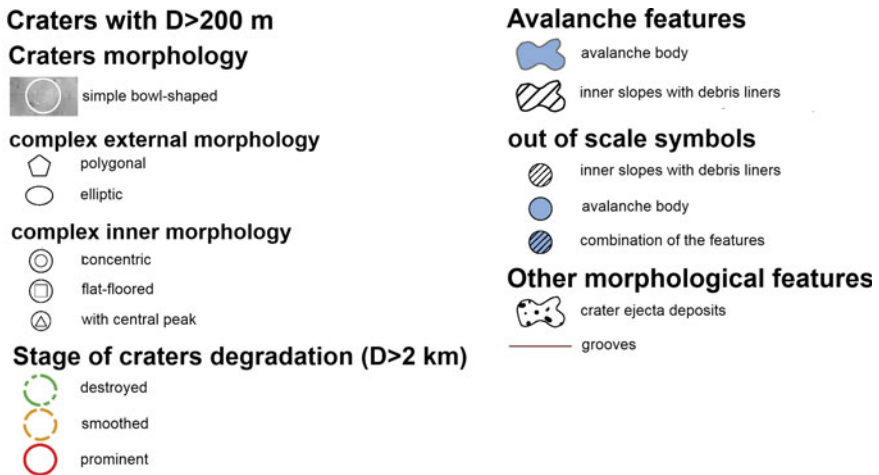 Craters with D>200 m
Craters morphology
simple bowl-shaped
complex external morphology
polygonal
elliptic
complex inner morphology
concentric
flat-floored
with central peak
Stage of craters degradation (D>2 km)
destroyed
smoothed
prominent
Avalanche features
avalanche body
inner slopes with debris liners
out of scale symbols
inner slopes with debris liners
avalanche body
combination of the features
Other morphological features
crater ejecta deposits
grooves